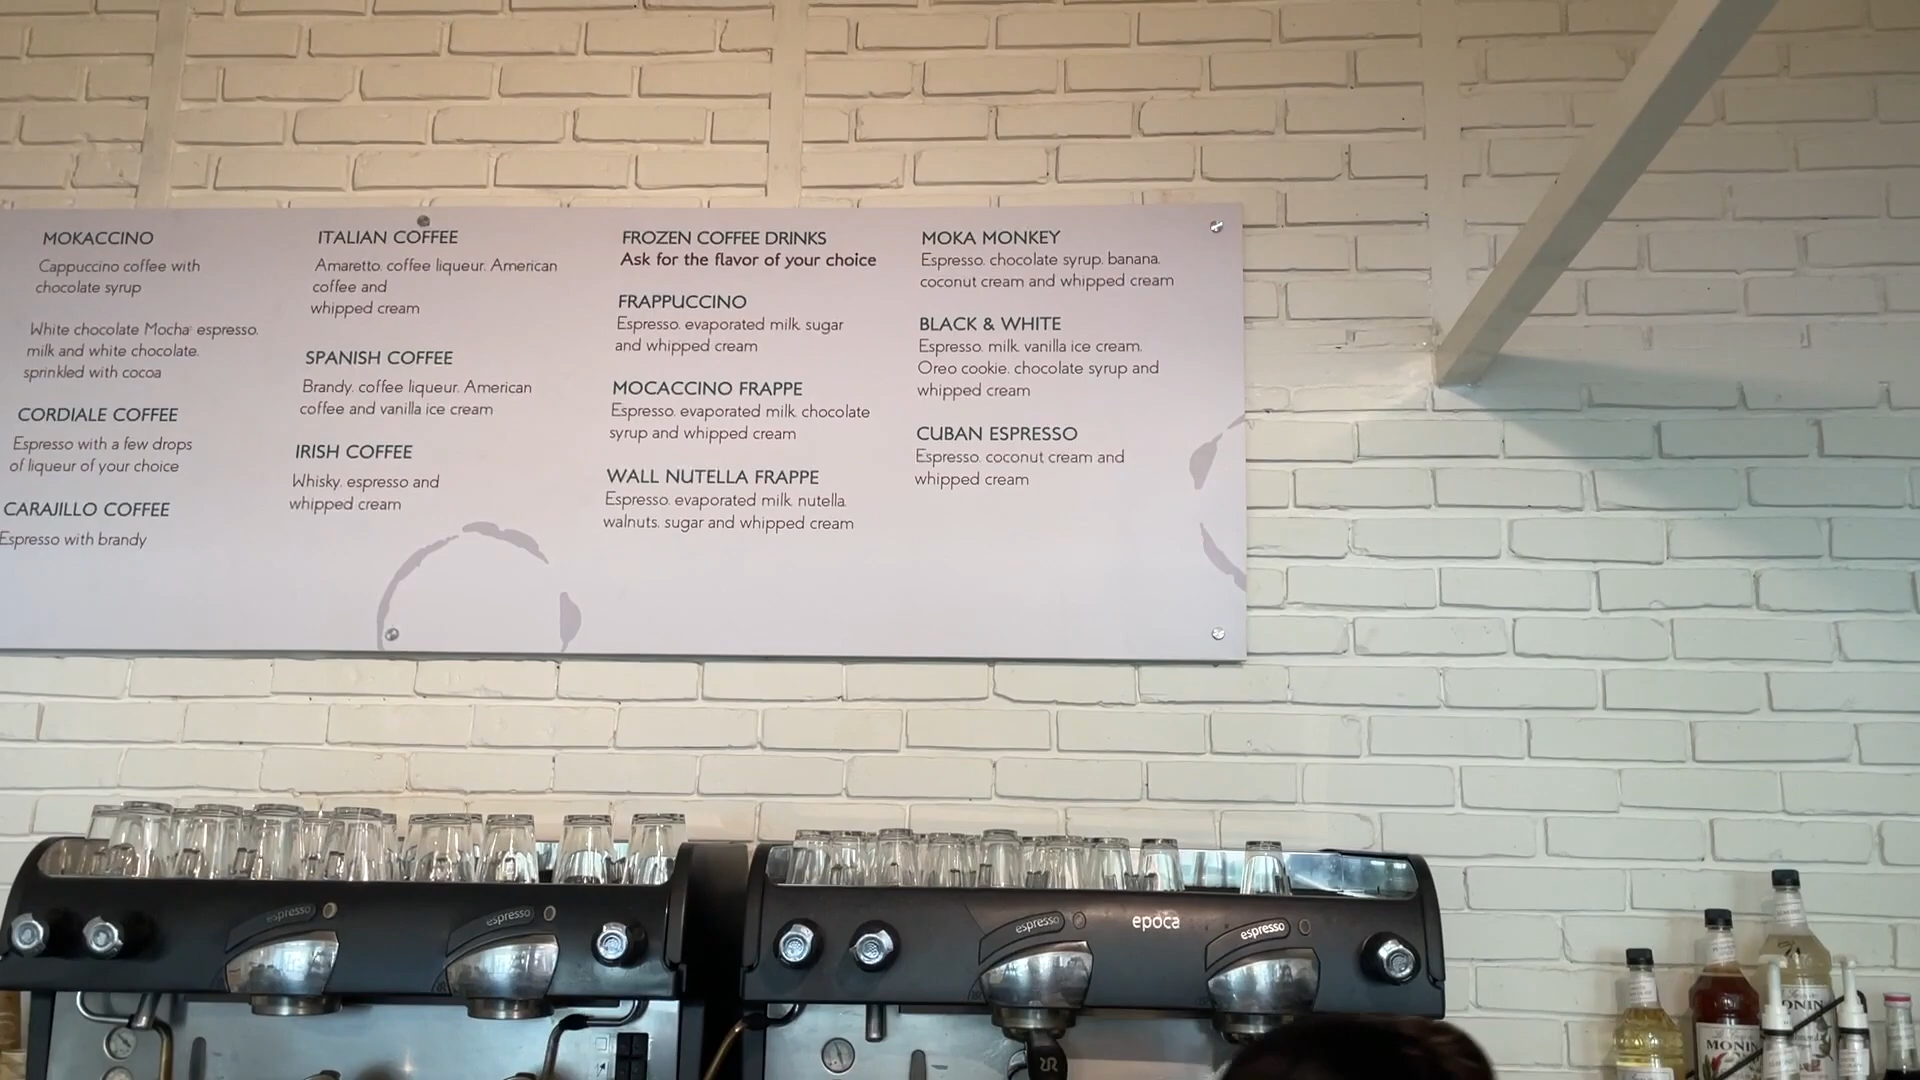 MOKACCINO
Cappuccino coffee with
chocolate syrup
White chocolate Mocha espresso.
milk and white chocolate.
sprinkled with cocoa
CORDIALE COFFEE
Espresso with a few drops
of liqueur of your choice
CARAJILLO COFFEE
Espresso with brandy
ITALIAN COFFEE
Amaretto. coffee liqueur. American
coffee and
whipped cream
SPANISH COFFEE
Brandy. coffee liqueur. American
coffee and vanilla ice cream
IRISH COFFEE
Whisky. espresso and
whipped cream
FROZEN COFFEE DRINKS
Ask for the flavor of your choice
FRAPPUCCINO
Espresso. evaporated milk. sugar
and whipped cream
MOCACCINO FRAPPE
Espresso. evaporated milk. chocolate
syrup and whipped cream
WALL NUTELLA FRAPPE
Espresso. evaporated milk. nutella.
walnuts. sugar and whipped cream
MOKA MONKEY
Espresso. chocolate syrup. banana.
coconut cream and whipped cream
BLACK & WHITE
Espresso. milk. vanilla ice cream.
Oreo cookie. chocolate syrup and
whipped cream
CUBAN ESPRESSO
Espresso. coconut cream and
whipped cream
espresso
espresso
espresso
epoca
espresso
MONIN
ONIN